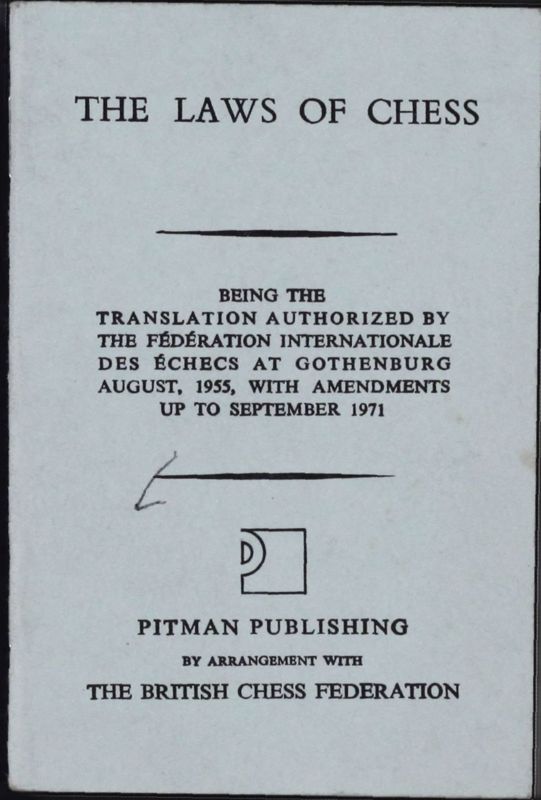 THE LAWS OF CHESS
BEING THE
TRANSLATION AUTHORIZED BY
THE FÉDÉRATION INTERNATIONALE
DES ÉCHECS AT GOTHENBURG
AUGUST, 1955, WITH AMENDMENTS
UP TO SEPTEMBER 1971
PITMAN PUBLISHING
BY ARRANGEMENT WITH
THE BRITISH CHESS FEDERATION